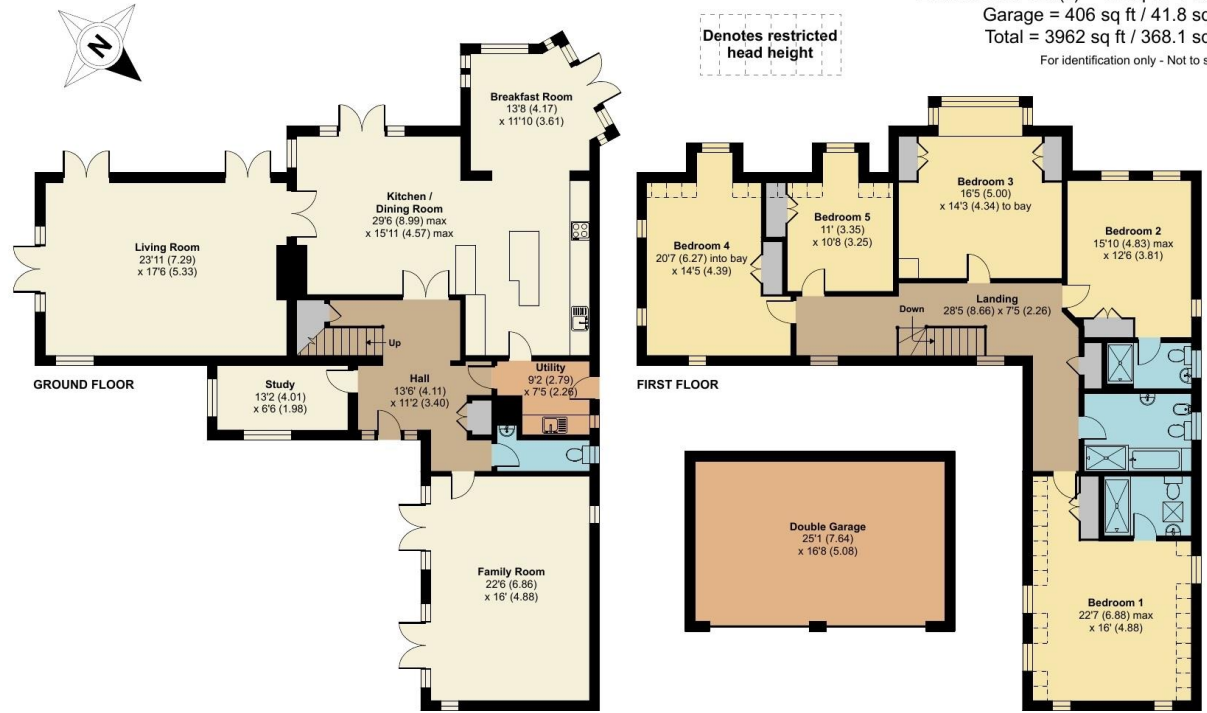 Garage = 406 sq ft / 41.8 sq
Total = 3962 sq ft / 368.1 sq
For identification only - Not to s
N
Denotes restricted
head height
Breakfast Room
13'8 (4.17)
x 11'10 (3.61)
Kitchen /
Dining Room
29'6 (8.99) max
x 15'11 (4.57) max
Living Room
23'11 (7.29)
x 17'6 (5.33)
Up
GROUND FLOOR
Study
13'2 (4.01)
x 6'6 (1.98)
Hall
13'6' (4.11)
x 11'2 (3.40)
Utility
9'2 (2.79)
x 7'5 (2.26)
Family Room
22'6 (6.86)
x 16' (4.88)
Bedroom 3
16'5 (5.00)
x 14'3 (4.34) to bay
Bedroom 5
11' (3.35)
x 10'8 (3.25)
Bedroom 4
20'7 (6.27) into bay
x 14'5 (4.39)
Bedroom 2
15'10 (4.83) max
x 12'6 (3.81)
Landing
28'5 (8.66) x 7'5 (2.26)
Down
FIRST FLOOR
Double Garage
25'1 (7.64)
x 16'8 (5.08)
Bedroom 1
22'7 (6.88) max
x 16' (4.88)